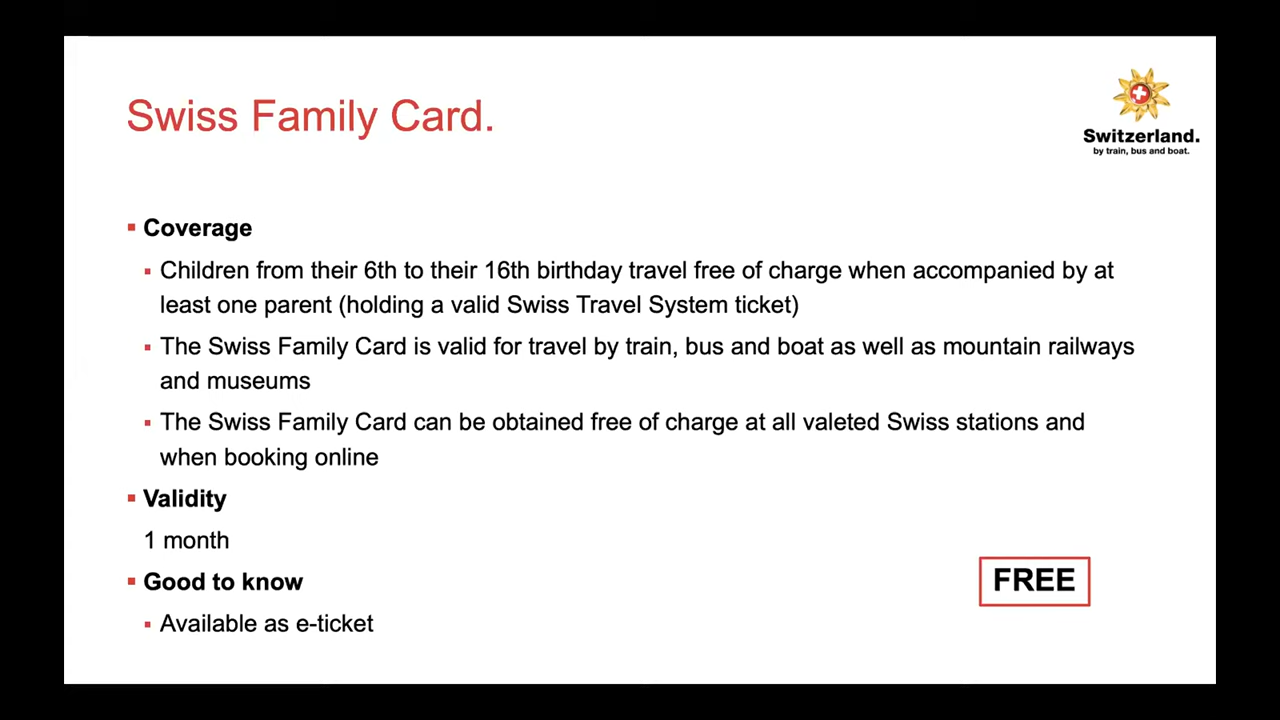 Swiss Family Card.
Switzerland.
by train, bus and boat.
▪ Coverage
▪ Children from their 6th to their 16th birthday travel free of charge when accompanied by at
least one parent (holding a valid Swiss Travel System ticket)
▪ The Swiss Family Card is valid for travel by train, bus and boat as well as mountain railways
and museums
▪ The Swiss Family Card can be obtained free of charge at all valeted Swiss stations and
when booking online
▪ Validity
1 month
▪ Good to know
FREE
▪ Available as e-ticket